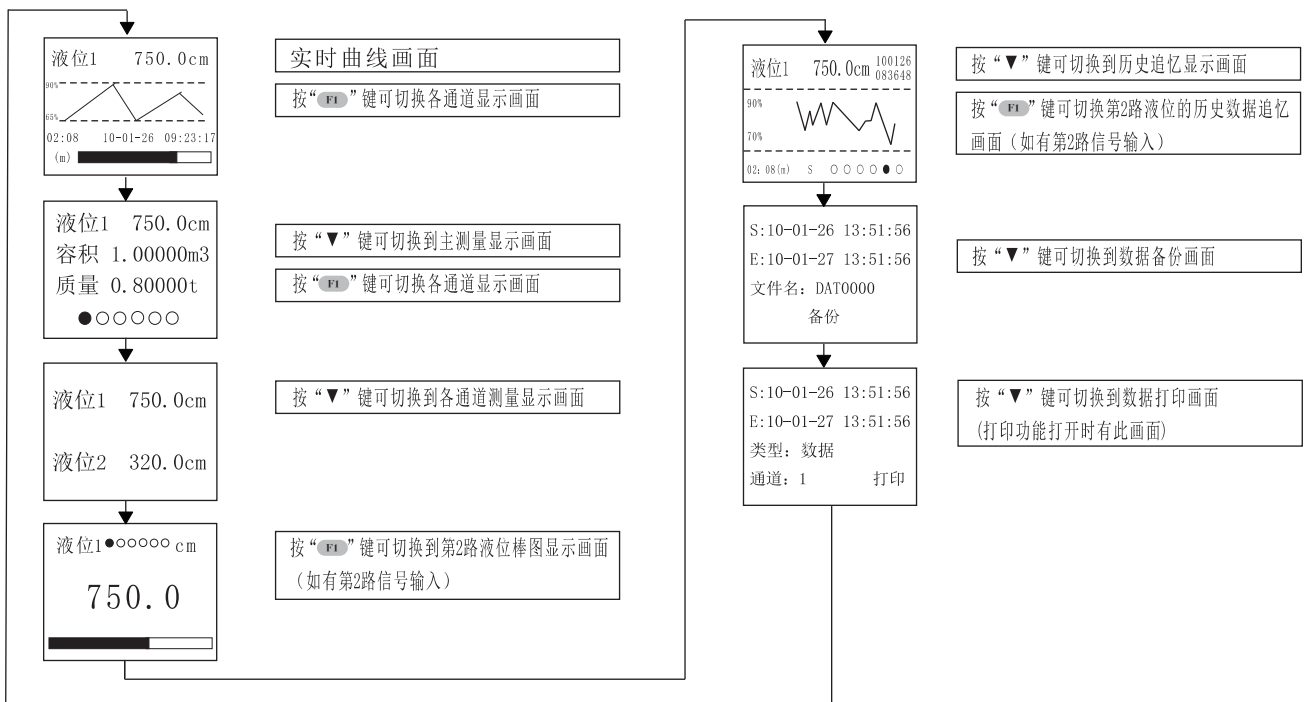 液位1 750.0cm
90%
65%
02:08 10-01-26 09:23:17
(m)
实时曲线画面
按“F1”键可切换各通道显示画面
液位1 750.0cm
容积 1.00000m3
质量 0.80000t
按“▼”键可切换到主测量显示画面
按“F1”键可切换各通道显示画面
液位1 750.0cm
液位2 320.0cm
按“▼”键可切换到各通道测量显示画面
液位1●○○○○○cm
750.0
按“F1”键可切换到第2路液位棒图显示画面
（如有第2路信号输入）
液位1 750.0cm 100126
083648
90%
70%
02: 08(m) S ○○○○●○
按“▼”键可切换到历史追忆显示画面
按“F1”键可切换第2路液位的历史数据追忆
画面（如有第2路信号输入）
S:10-01-26 13:51:56
E:10-01-27 13:51:56
文件名: DAT0000
备份
按“▼”键可切换到数据备份画面
S:10-01-26 13:51:56
E:10-01-27 13:51:56
类型: 数据
通道: 1 打印
按“▼”键可切换到数据打印画面
(打印功能打开时有此画面)